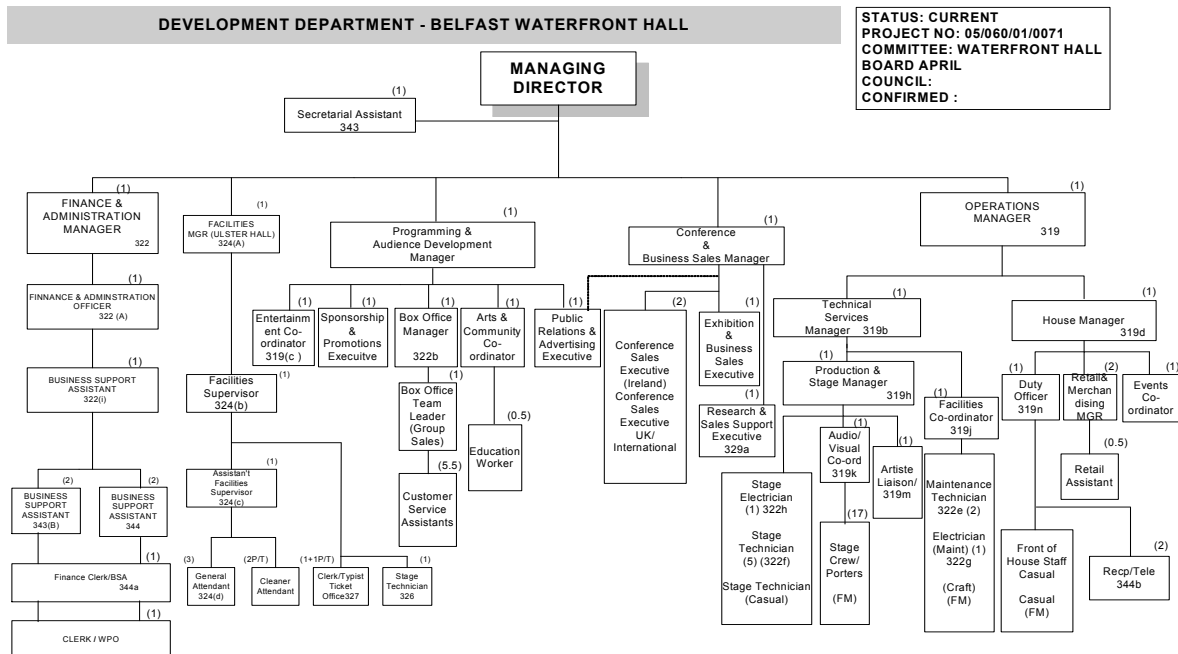 DEVELOPMENT DEPARTMENT - BELFAST WATERFRONT HALL
STATUS: CURRENT
PROJECT NO: 05/060/01/0071
COMMITTEE: WATERFRONT HALL
BOARD APRIL
COUNCIL:
CONFIRMED :
MANAGING
DIRECTOR
(1)
Secretarial Assistant
343
(1)
FINANCE &
ADMINISTRATION
MANAGER
322
(1)
FINNANCE & ADMINSTRATION
OFFICER
322 (A)
(1)
BUSINESS SUPPORT
ASSISTANT
322(i)
(2)
BUSINESS
SUPPORT
ASSISTANT
343(B)
(2)
BUSINESS
SUPPORT
ASSISTANT
344
(1)
Finance Clerk/BSA
344a
(1)
CLERK / WPO
(1)
FACILITIES
MGR (ULSTER HALL)
324(A)
(1)
Facilities
Supervisor
324(b)
(1)
Assistan't
Facilities
Supervisor
324(c)
(3)
General
Attendant
324(d)
(2P/T)
Cleaner
Attendant
(1+1P/T)
Clerk/Typist
Ticket
Office327
(1)
Stage
Technician
326
(1)
Programming &
Audience Development
Manager
(1)
Entertainm
ent Co-
ordinator
319(c )
(1)
Sponsorship
&
Promotions
Execuitve
(1)
Box Office
Manager
322b
(1)
Box Office
Team
Leader
(Group
Sales)
(5.5)
Customer
Service
Assistants
(1)
Arts &
Community
Co-
ordinator
(0.5)
Education
Worker
(1)
Public
Relations &
Advertising
Executive
(1)
Conference
&
Business Sales Manager
(2)
Conference
Sales
Executive
(Ireland)
Conference
Sales
Executive
UK/
International
(1)
Exhibition
&
Business
Sales
Executive
(1)
Research &
Sales Support
Executive
329a
(1)
OPERATIONS
MANAGER
319
(1)
Technical
Services
Manager 319b
(1)
Production &
Stage Manager
319h
Stage
Electrician
(1) 322h
Stage
Technician
(5) (322f)
Stage Technician
(Casual)
(1)
Audio/
Visual
Co-ord
319k
(17)
Stage
Crew/
Porters
(FM)
(1)
Artiste
Liaison/
319m
(1)
Facilities
Co-ordinator
319j
Maintenance
Technician
322e (2)
Electrician
(Maint) (1)
322g
(Craft)
(FM)
(1)
House Manager
319d
(1)
Duty
Officer
319n
(2)
Retail&
Merchan
dising
MGR
(1)
Events
Co-
ordinator
(0.5)
Retail
Assistant
Front of
House Staff
Casual
Casual
(FM)
(2)
Recp/Tele
344b